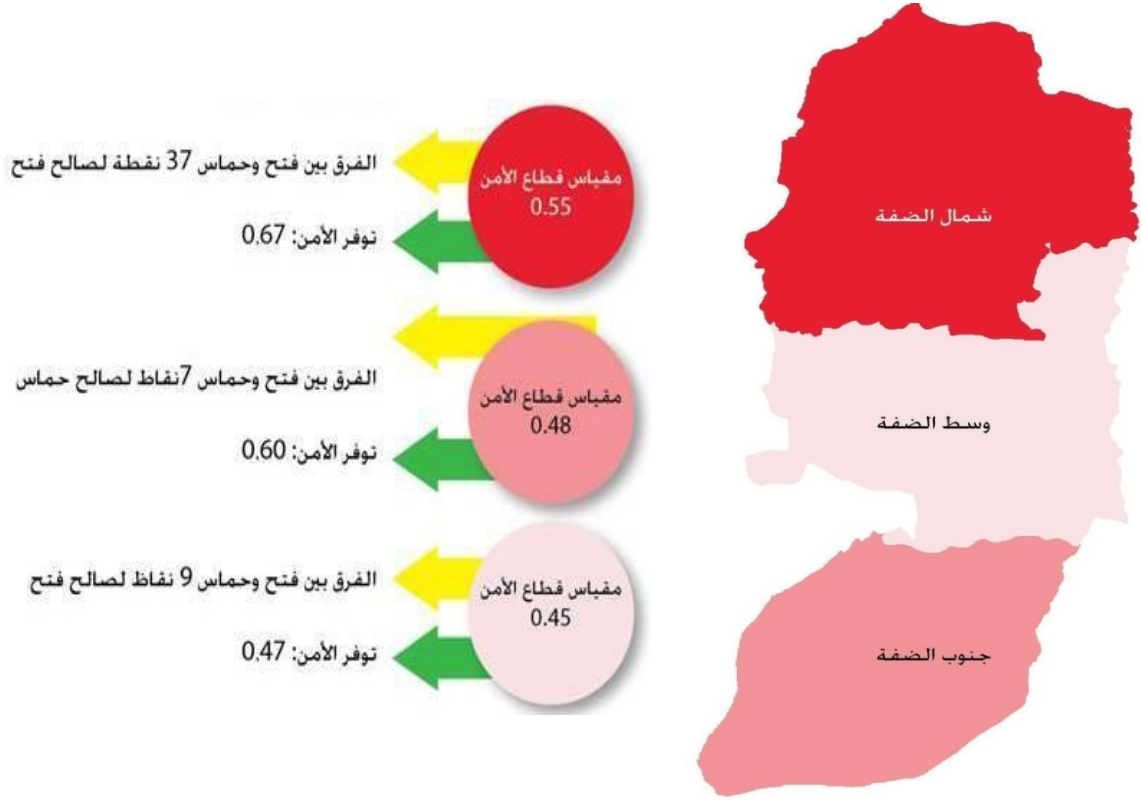 الفرق بين فتح وحماس 37 نقطة لصالح فتح
مقياس قطاع الأمن
0.55
توفر الأمن: 0.67
الفرق بين فتح وحماس 7نقاط لصالح حماس
مقياس قطاع الأمن
0.48
توفر الأمن: 0.60
الفرق بين فتح وحماس 9 نقاظ لصالح فتح
مقياس قطاع الأمن
0.45
توفر الأمن: 0.47
شمال الضفة
وسط الضفة
جنوب الضفة